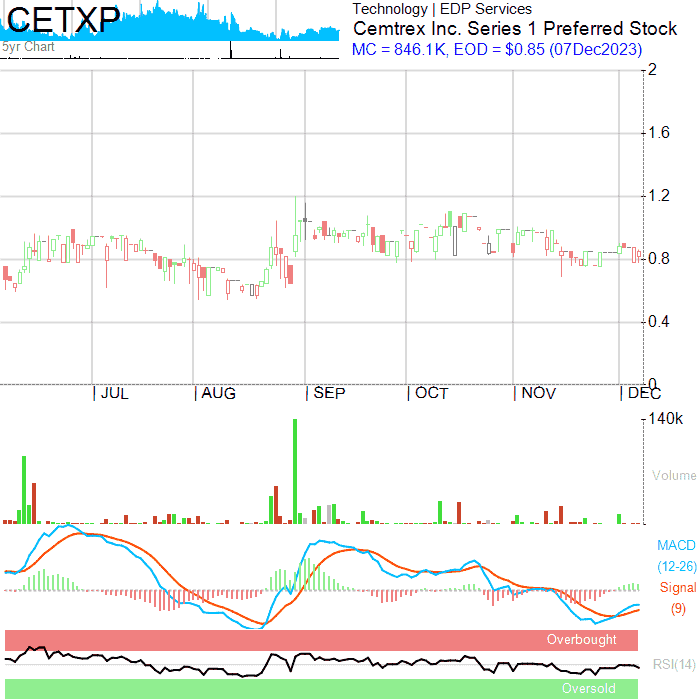 CETXP
5yr Chart
Technology | EDP Services
Cemtrex Inc. Series 1 Preferred Stock
MC = 846.1K, EOD = $0.85 (07Dec2023)
2
1.6
1.2
0.8
0.4
0
JUL AUG SEP OCT NOV DEC
140k
Volume
MACD
(12-26)
Signal
(9)
Overbought
RSI(14)
Oversold